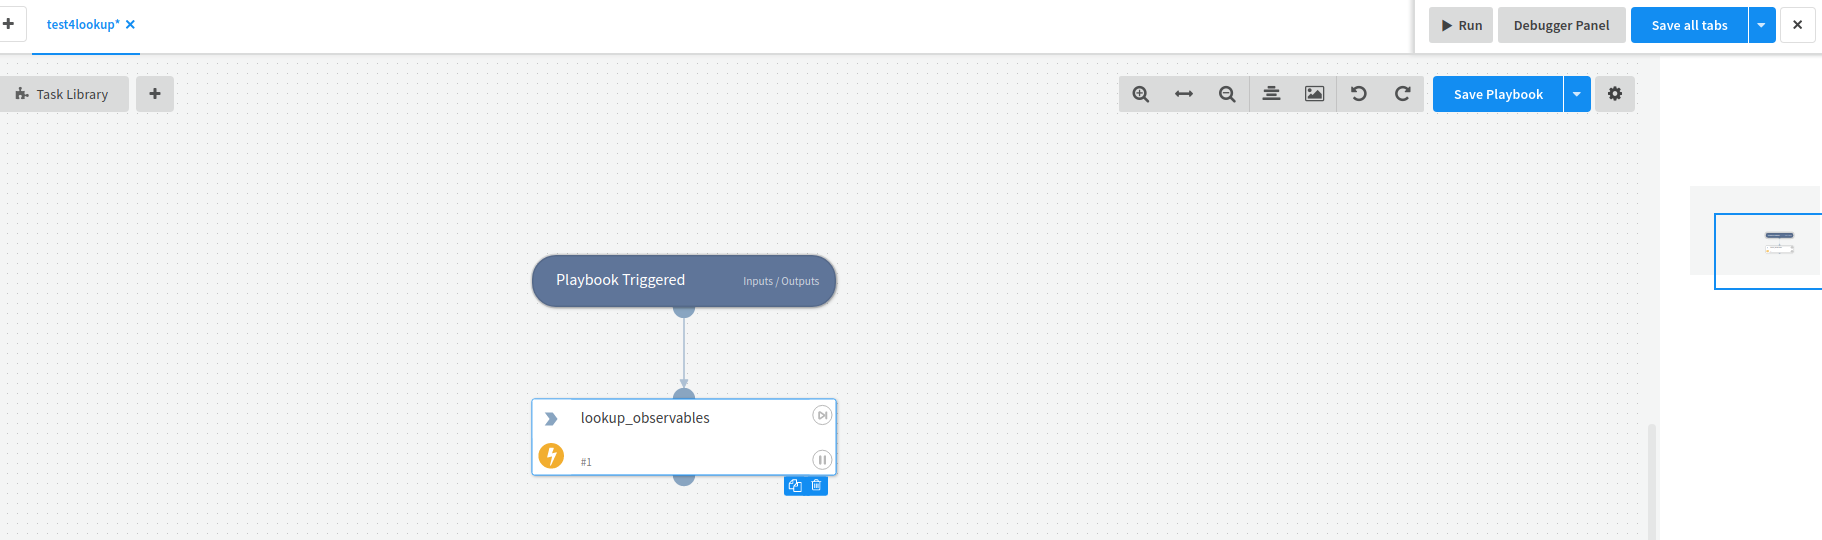 test4lookup*
Run
Debugger Panel
Save all tabs
Task Library
Save Playbook
Playbook Triggered
Inputs / Outputs
lookup_observables
#1